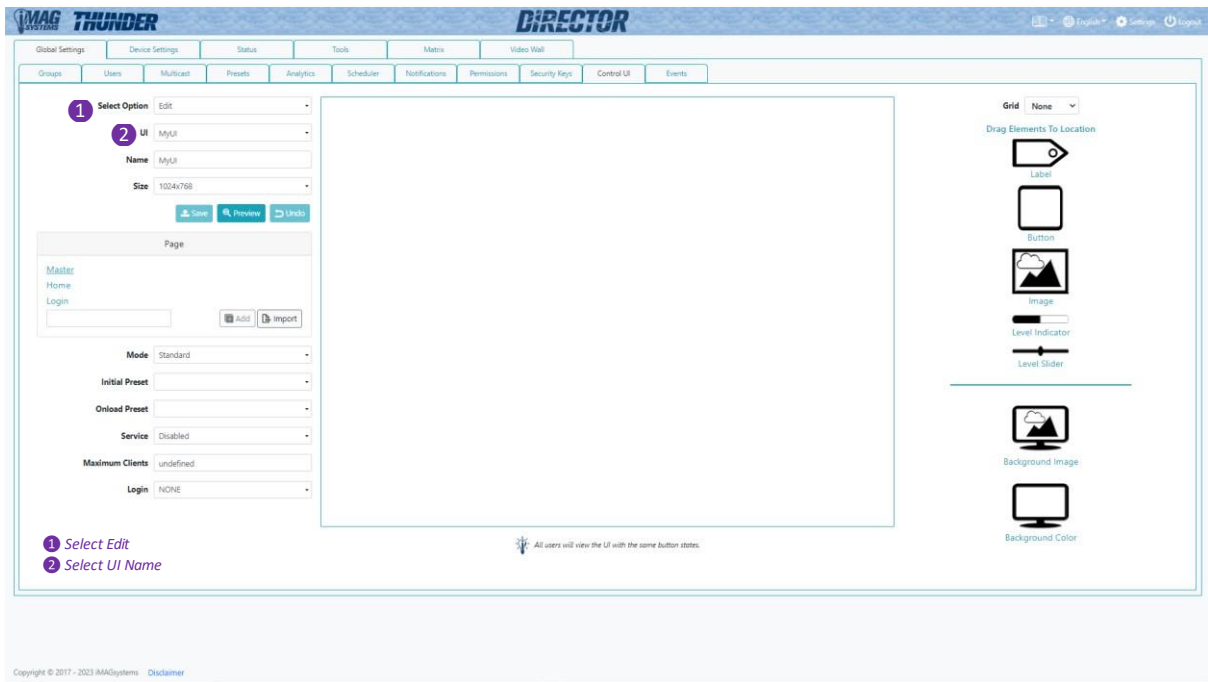 iMAG SYSTEMS THUNDER DiRECTOR English Settings Logout
Global Settings Device Settings Status Tools Matrix Video Wall
Groups Users Multicast Presets Analytics Scheduler Notifications Permissions Security Keys Control UI Events
1 Select Option Edit
2 UI MyUI
Name MyUI
Size 1024x768
Save Preview Undo
Page
Master
Home
Login
Add Import
Mode Standard
Initial Preset
Onload Preset
Service Disabled
Maximum Clients undefined
Login NONE
1 Select Edit
2 Select UI Name
All users will view the UI with the same button states.
Grid None
Drag Elements To Location
Label
Button
Image
Level Indicator
Level Slider
Background Image
Background Color
Copyright © 2017 - 2023 iMAGsystems Disclaimer